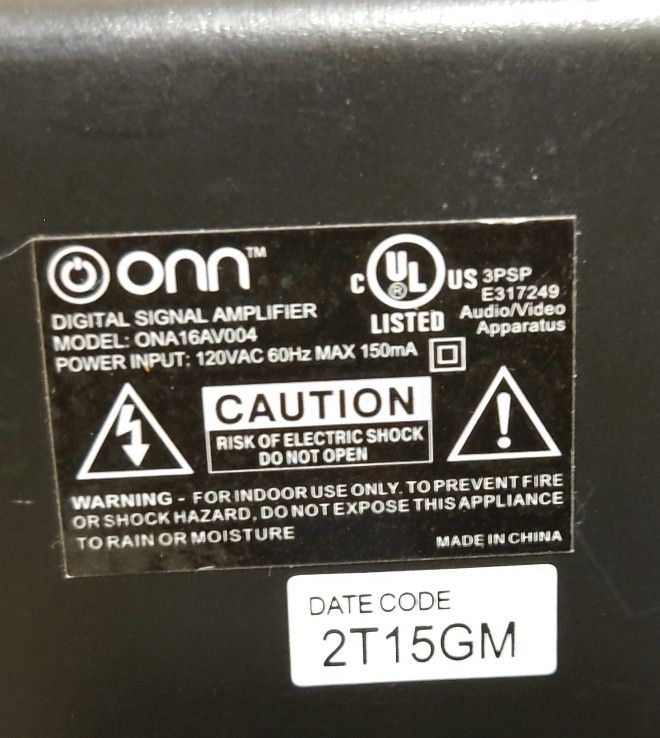 onn™
DIGITAL SIGNAL AMPLIFIER
MODEL: ONA16AV004
POWER INPUT: 120VAC 60Hz MAX 150mA
C UL® US
LISTED
3PSP
E317249
Audio/Video
Apparatus
CAUTION
RISK OF ELECTRIC SHOCK
DO NOT OPEN
!
WARNING - FOR INDOOR USE ONLY. TO PREVENT FIRE
OR SHOCK HAZARD, DO NOT EXPOSE THIS APPLIANCE
TO RAIN OR MOISTURE
MADE IN CHINA
DATE CODE
2T15GM